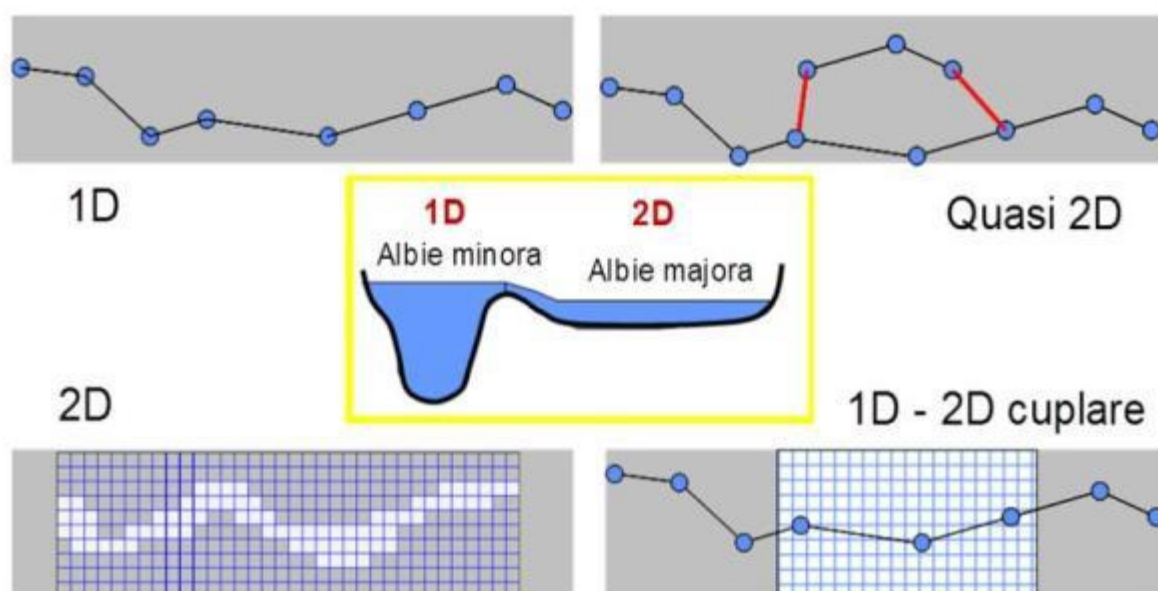 1D
Quasi 2D
1D
2D
Albie minora
Albie majora
2D
1D - 2D cuplare